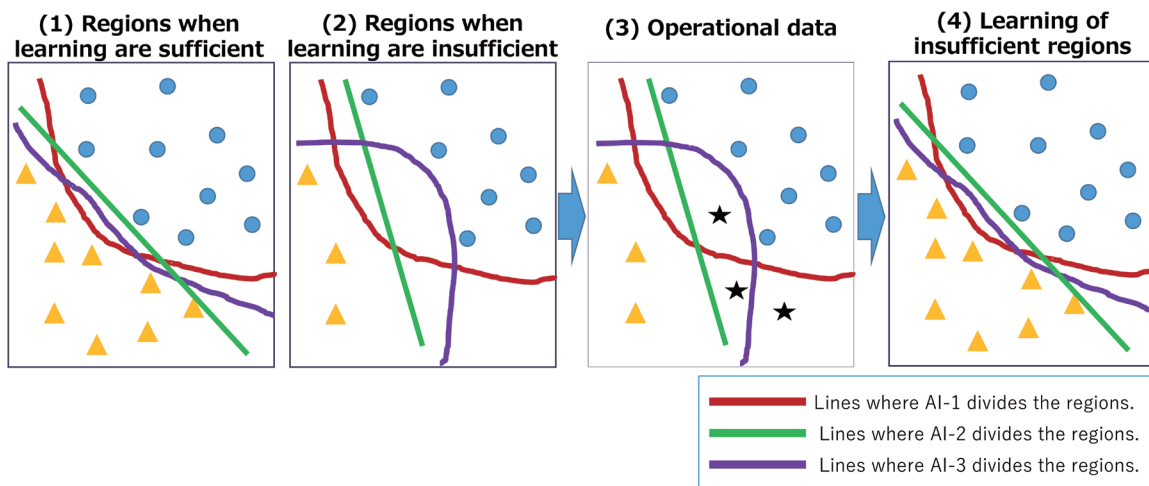 (1) Regions when
learning are sufficient
(2) Regions when
learning are insufficient
(3) Operational data
(4) Learning of
insufficient regions
Lines where AI-1 divides the regions.
Lines where AI-2 divides the regions.
Lines where AI-3 divides the regions.